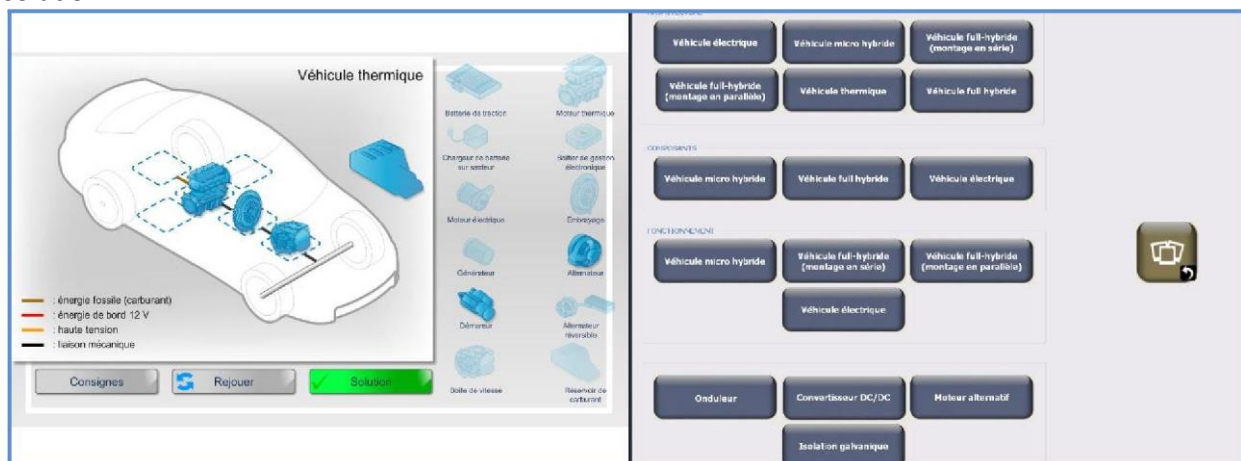 Véhicule thermique
: énergie fossile (carburant)
: énergie de bord 12 V
: haute tension
: liaison mécanique
Consignes
Rejouer
Solution
Batterie de traction
Moteur thermique
Chargeur de batterie
sur secteur
Boîtier de gestion
électronique
Moteur électrique
Embrayage
Générateur
Alternateur
Démarreur
Alternateur
réversible
Boîte de vitesse
Réservoir de
carburant
Véhicule électrique
Véhicule micro hybride
Véhicule full-hybride
(montage en série)
Véhicule full-hybride
(montage en parallèle)
Véhicule thermique
Véhicule full hybride
COMPOSANTS
Véhicule micro hybride
Véhicule full hybride
Véhicule électrique
FONCTIONNEMENT
Véhicule micro hybride
Véhicule full-hybride
(montage en série)
Véhicule full-hybride
(montage en parallèle)
Véhicule électrique
Onduleur
Convertisseur DC/DC
Moteur alternatif
Isolation galvanique